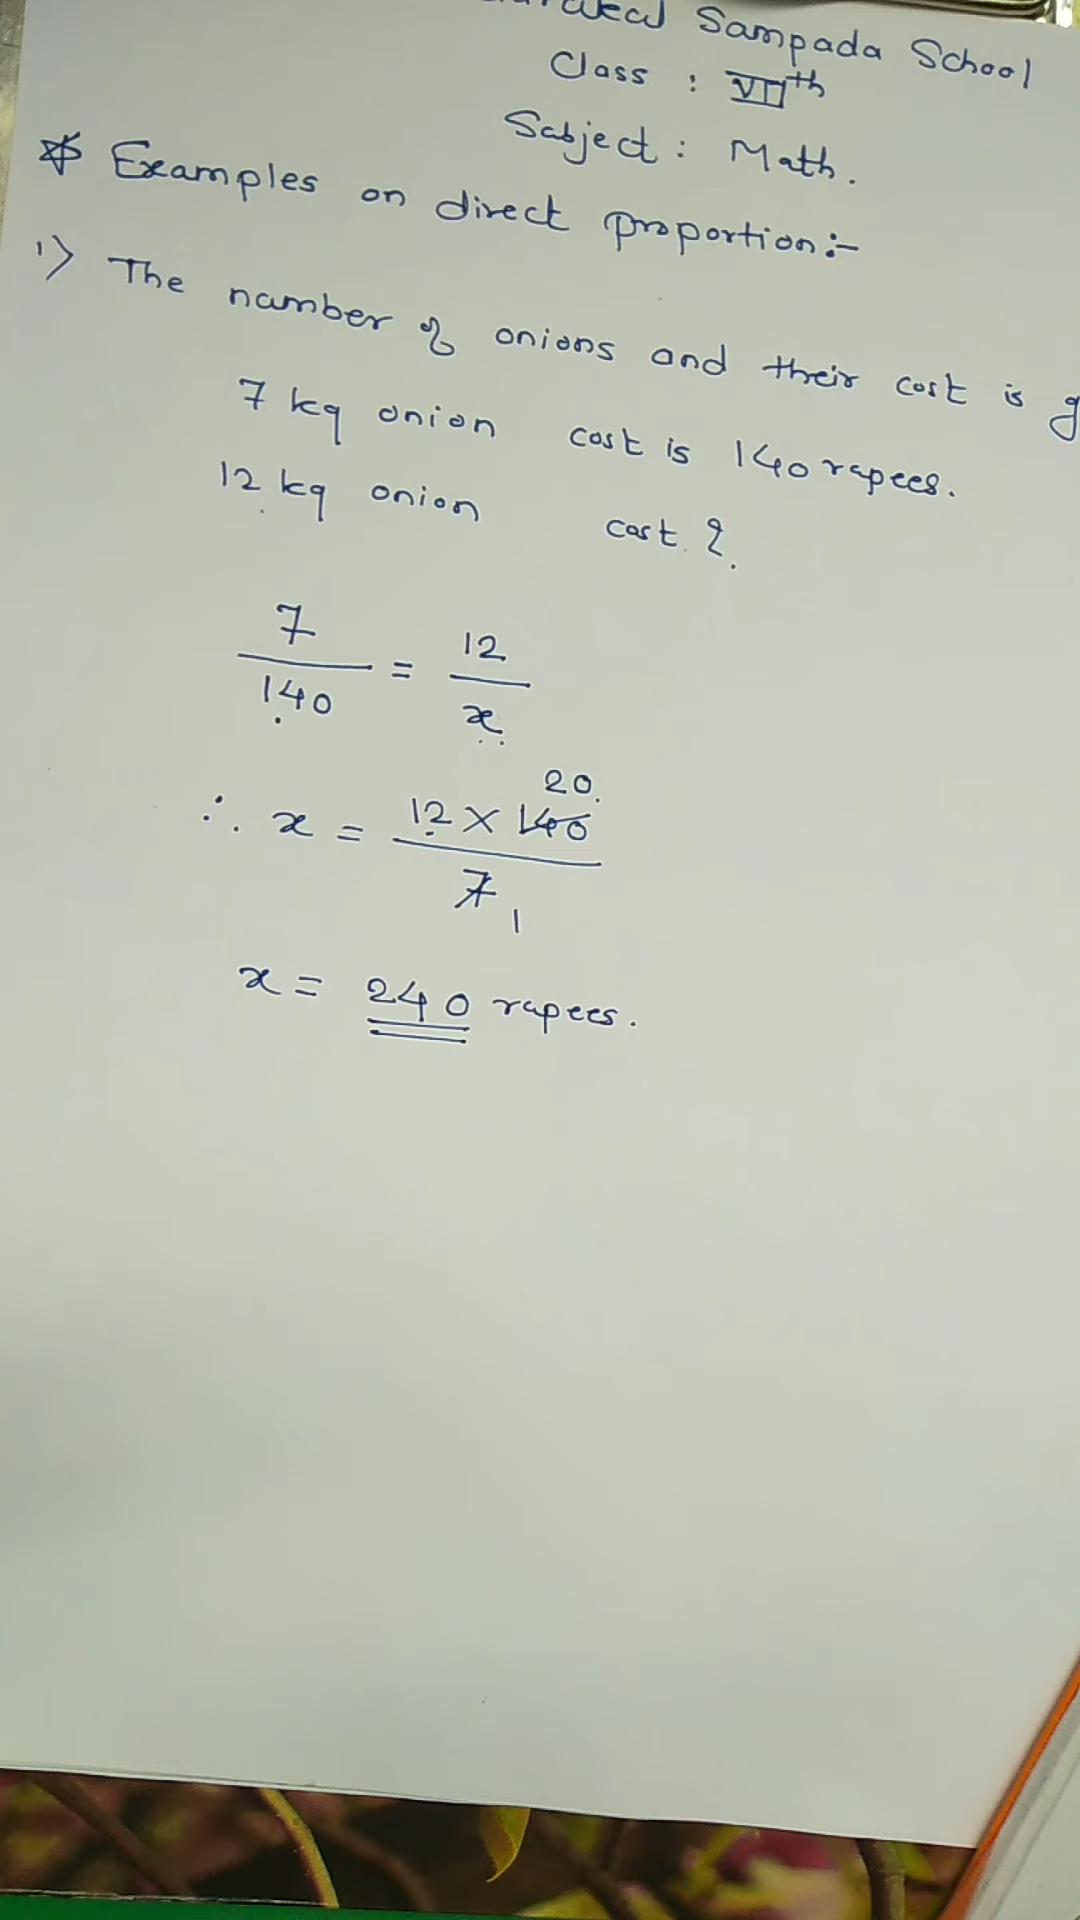 Sampada School
Class : VIIth
Subject : Math.
* Examples on direct proportion:-
1) The number of onions and their cost is
7 kg onion cost is 140 rupees.
12 kg onion cost ?
7/140 = 12/x
∴ x = 12 × 140/7 20 1
x = 240 rupees.